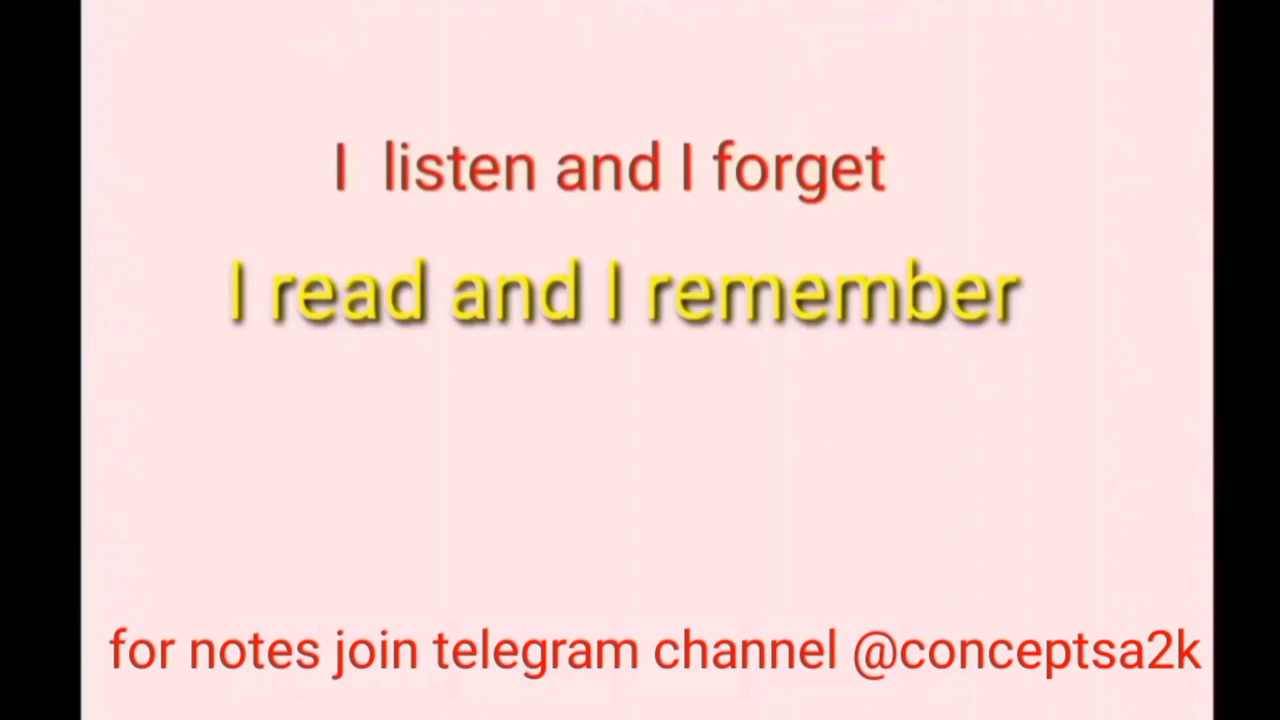 I listen and I forget
I read and I remember
for notes join telegram channel @conceptsa2k